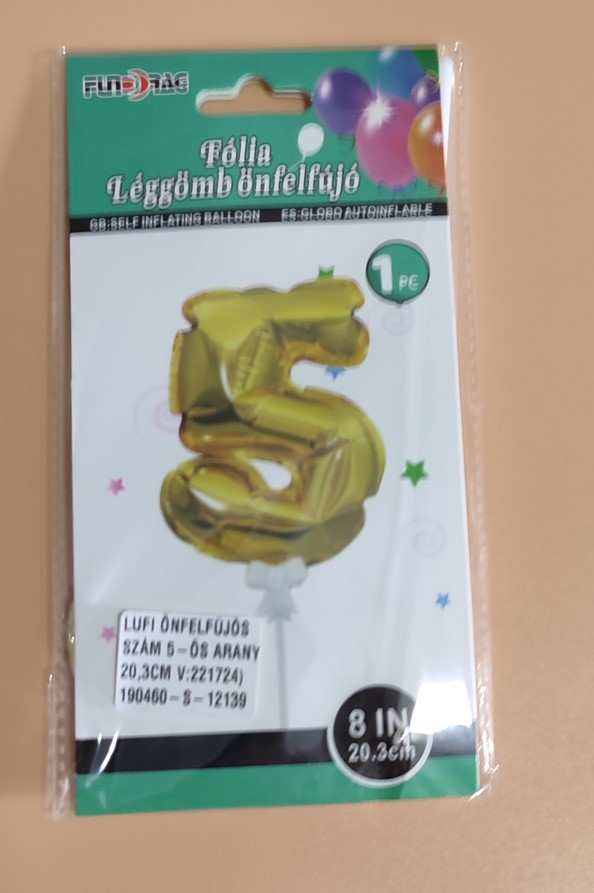 FUNORAG
Fólia
Léggömb önfelfújó
GB:SELF INFLATING BALLOON ES:GLOBO AUTOINFLABLE
1 PC
LUFI ÖNFELFÚJÓS
SZÁM 5-ÖS ARANY
20,3CM V:221724)
190460-S-12139
8 IN.
20.3cm